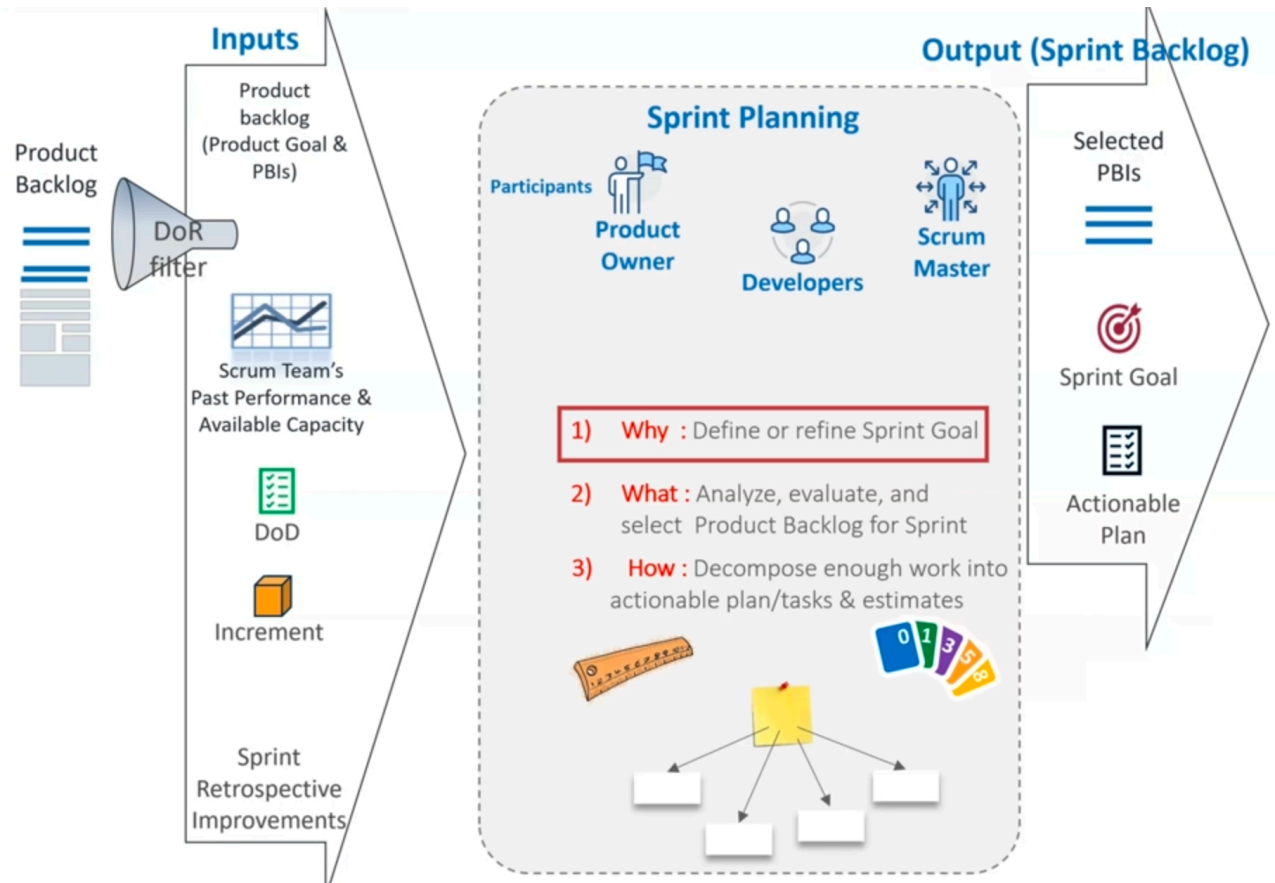 Inputs
Output (Sprint Backlog)
Product
Backlog
DoR
filter
Product
backlog
(Product Goal &
PBIs)
Scrum Team's
Past Performance &
Available Capacity
DoD
Increment
Sprint
Retrospective
Improvements
Sprint Planning
Participants
Product
Owner
Developers
Scrum
Master
1) Why : Define or refine Sprint Goal
2) What : Analyze, evaluate, and
select Product Backlog for Sprint
3) How : Decompose enough work into
actionable plan/tasks & estimates
0 1 3 5 8
Selected
PBIs
Sprint Goal
Actionable
Plan